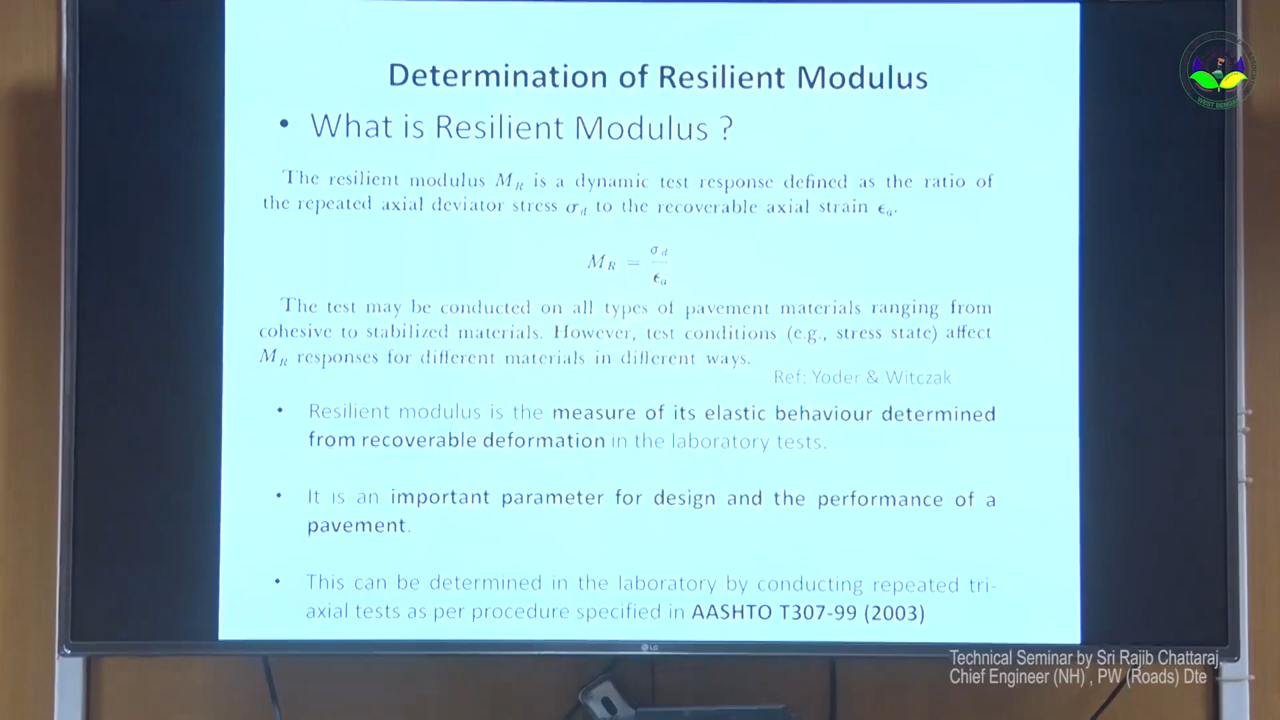 Determination of Resilient Modulus
• What is Resilient Modulus ?
The resilient modulus M_R is a dynamic test response defined as the ratio of
the repeated axial deviator stress σ_d to the recoverable axial strain ϵ_a.
M_R = σ_d / ϵ_a
The test may be conducted on all types of pavement materials ranging from
cohesive to stabilized materials. However, test conditions (e.g., stress state) affect
M_R responses for different materials in different ways.
Ref: Yoder & Witczak
• Resilient modulus is the measure of its elastic behaviour determined
from recoverable deformation in the laboratory tests.
• It is an important parameter for design and the performance of a
pavement.
• This can be determined in the laboratory by conducting repeated tri-
axial tests as per procedure specified in AASHTO T307-99 (2003)
LG
Technical Seminar by Sri Rajib Chattaraj,
Chief Engineer (NH) , PW (Roads) Dte